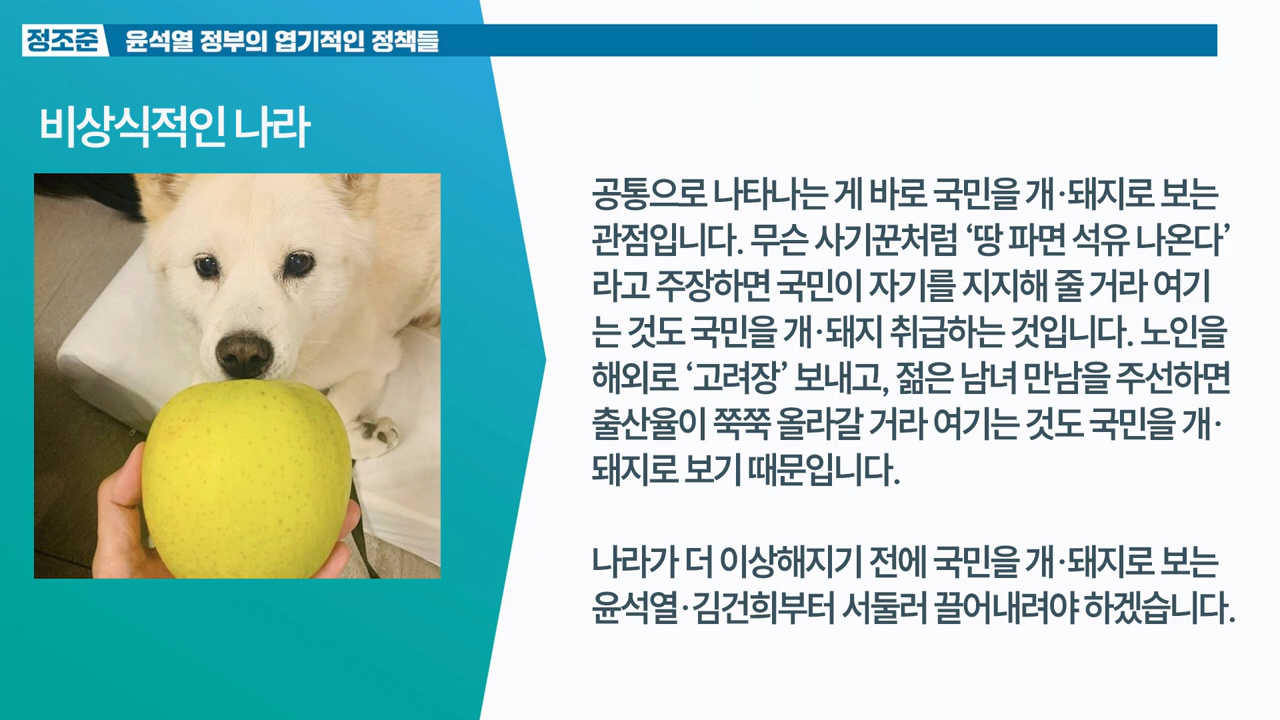 정조준 윤석열 정부의 엽기적인 정책들
비상식적인 나라
공통으로 나타나는 게 바로 국민을 개·돼지로 보는
관점입니다. 무슨 사기꾼처럼 ‘땅 파면 석유 나온다’
라고 주장하면 국민이 자기를 지지해 줄 거라 여기
는 것도 국민을 개·돼지 취급하는 것입니다. 노인을
해외로 ‘고려장’ 보내고, 젊은 남녀 만남을 주선하면
출산율이 쭉쭉 올라갈 거라 여기는 것도 국민을 개·
돼지로 보기 때문입니다.
나라가 더 이상해지기 전에 국민을 개·돼지로 보는
윤석열·김건희부터 서둘러 끌어내려야 하겠습니다.